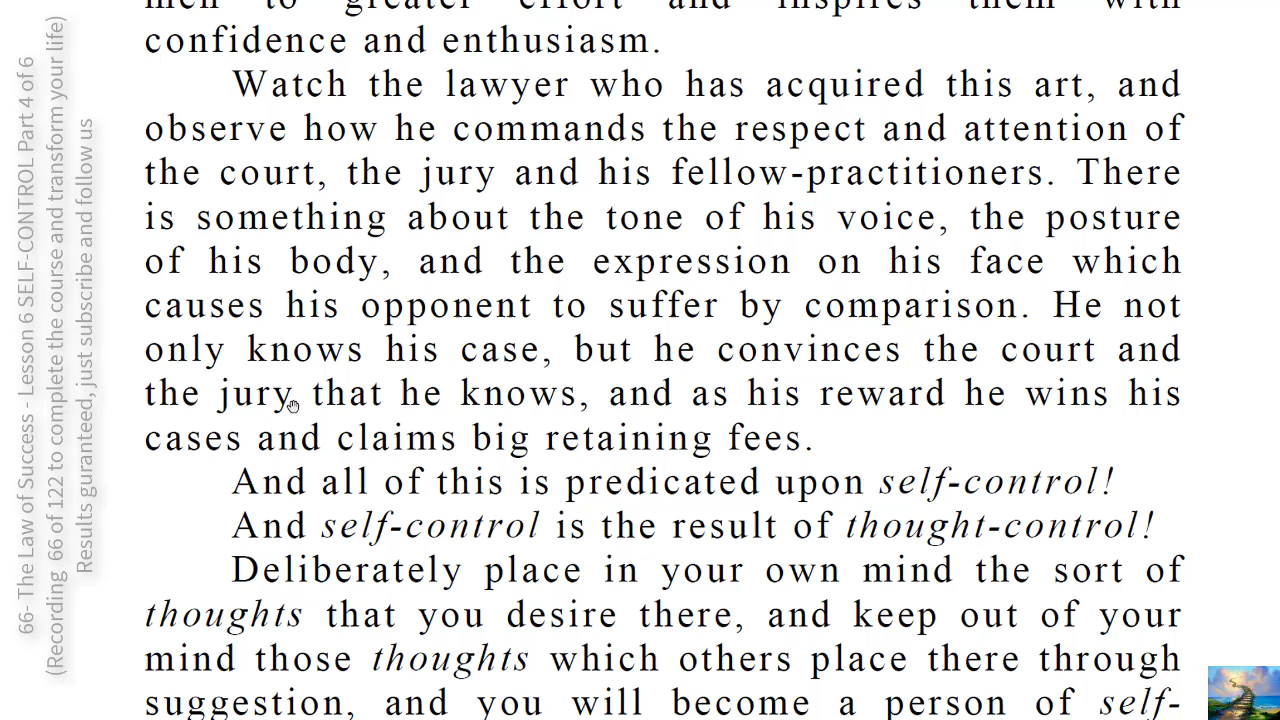 men to greater effort and inspires them with
confidence and enthusiasm.
Watch the lawyer who has acquired this art, and
observe how he commands the respect and attention of
the court, the jury and his fellow-practitioners. There
is something about the tone of his voice, the posture
of his body, and the expression on his face which
causes his opponent to suffer by comparison. He not
only knows his case, but he convinces the court and
the jury that he knows, and as his reward he wins his
cases and claims big retaining fees.
And all of this is predicated upon self-control!
And self-control is the result of thought-control!
Deliberately place in your own mind the sort of
thoughts that you desire there, and keep out of your
mind those thoughts which others place there through
suggestion, and you will become a person of self-
66- The Law of Success - Lesson 6 SELF-CONTROL Part 4 of 6
(Recording 66 of 122 to complete the course and transform your life)
Results guranteed, just subscribe and follow us